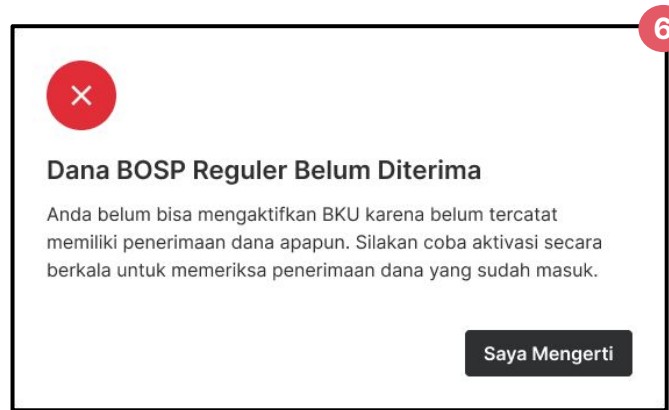 6
Dana BOSP Reguler Belum Diterima
Anda belum bisa mengaktifkan BKU karena belum tercatat
memiliki penerimaan dana apapun. Silakan coba aktivasi secara
berkala untuk memeriksa penerimaan dana yang sudah masuk.
Saya Mengerti